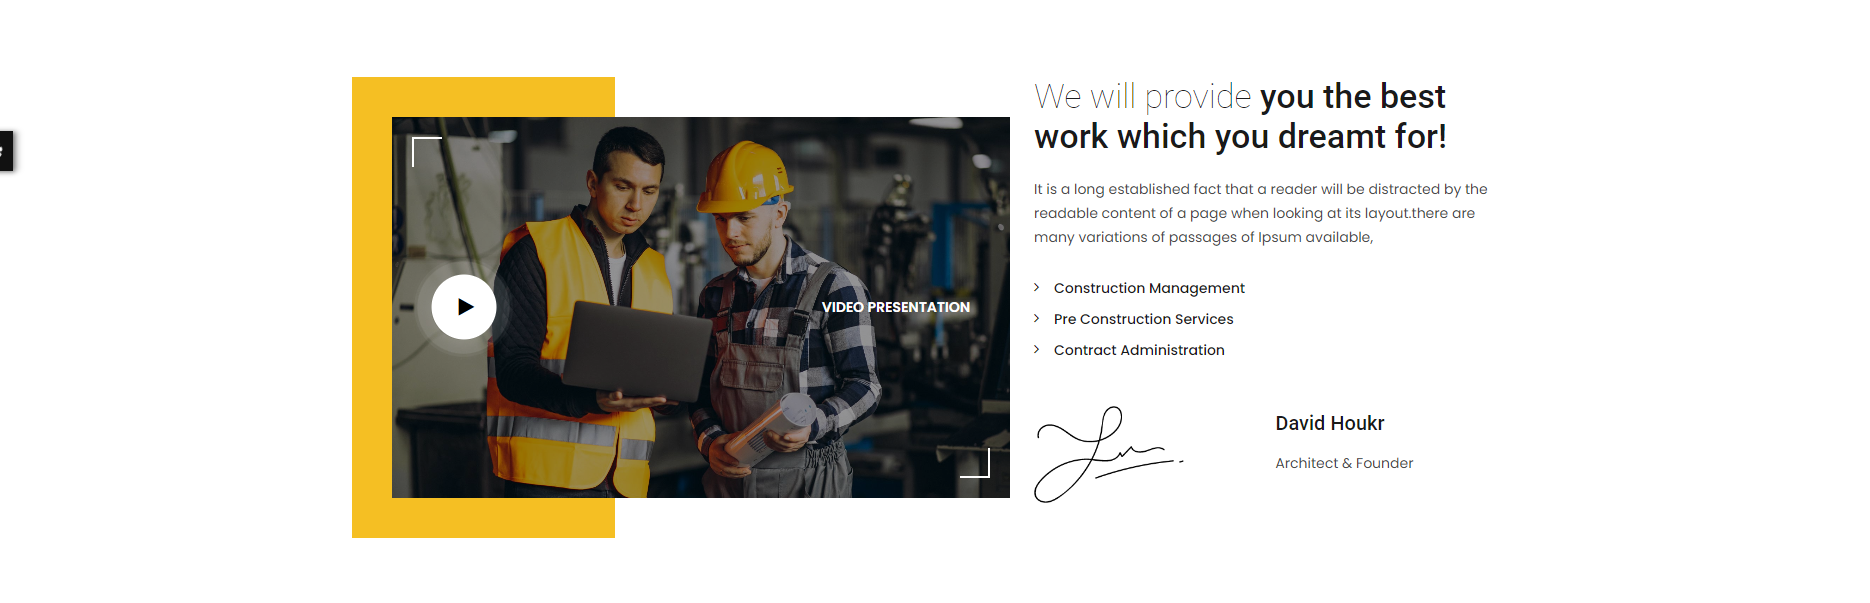 We will provide you the best
work which you dreamt for!
It is a long established fact that a reader will be distracted by the
readable content of a page when looking at its layout.there are
many variations of passages of Ipsum available,
VIDEO PRESENTATION
Construction Management
Pre Construction Services
Contract Administration
David Houkr
Architect & Founder